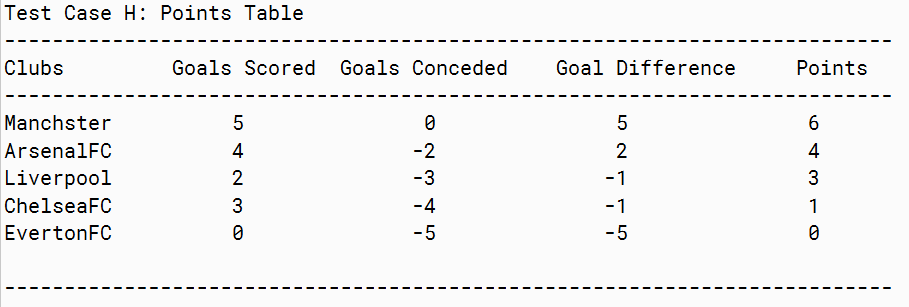 Test Case H: Points Table
--------------------------------------------------------------------------
Clubs         Goals Scored  Goals Conceded    Goal Difference     Points
--------------------------------------------------------------------------
Manchster          5               0               5               6
ArsenalFC          4              -2               2               4
Liverpool          2              -3              -1               3
ChelseaFC          3              -4              -1               1
EvertonFC          0              -5              -5               0
--------------------------------------------------------------------------